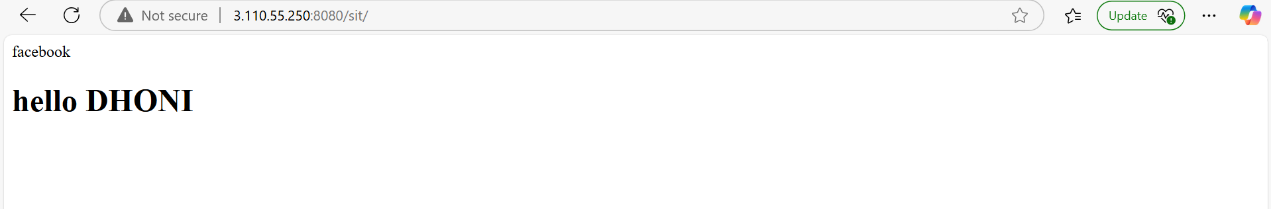 Not secure | 3.110.55.250:8080/sit/ Update
facebook
hello DHONI